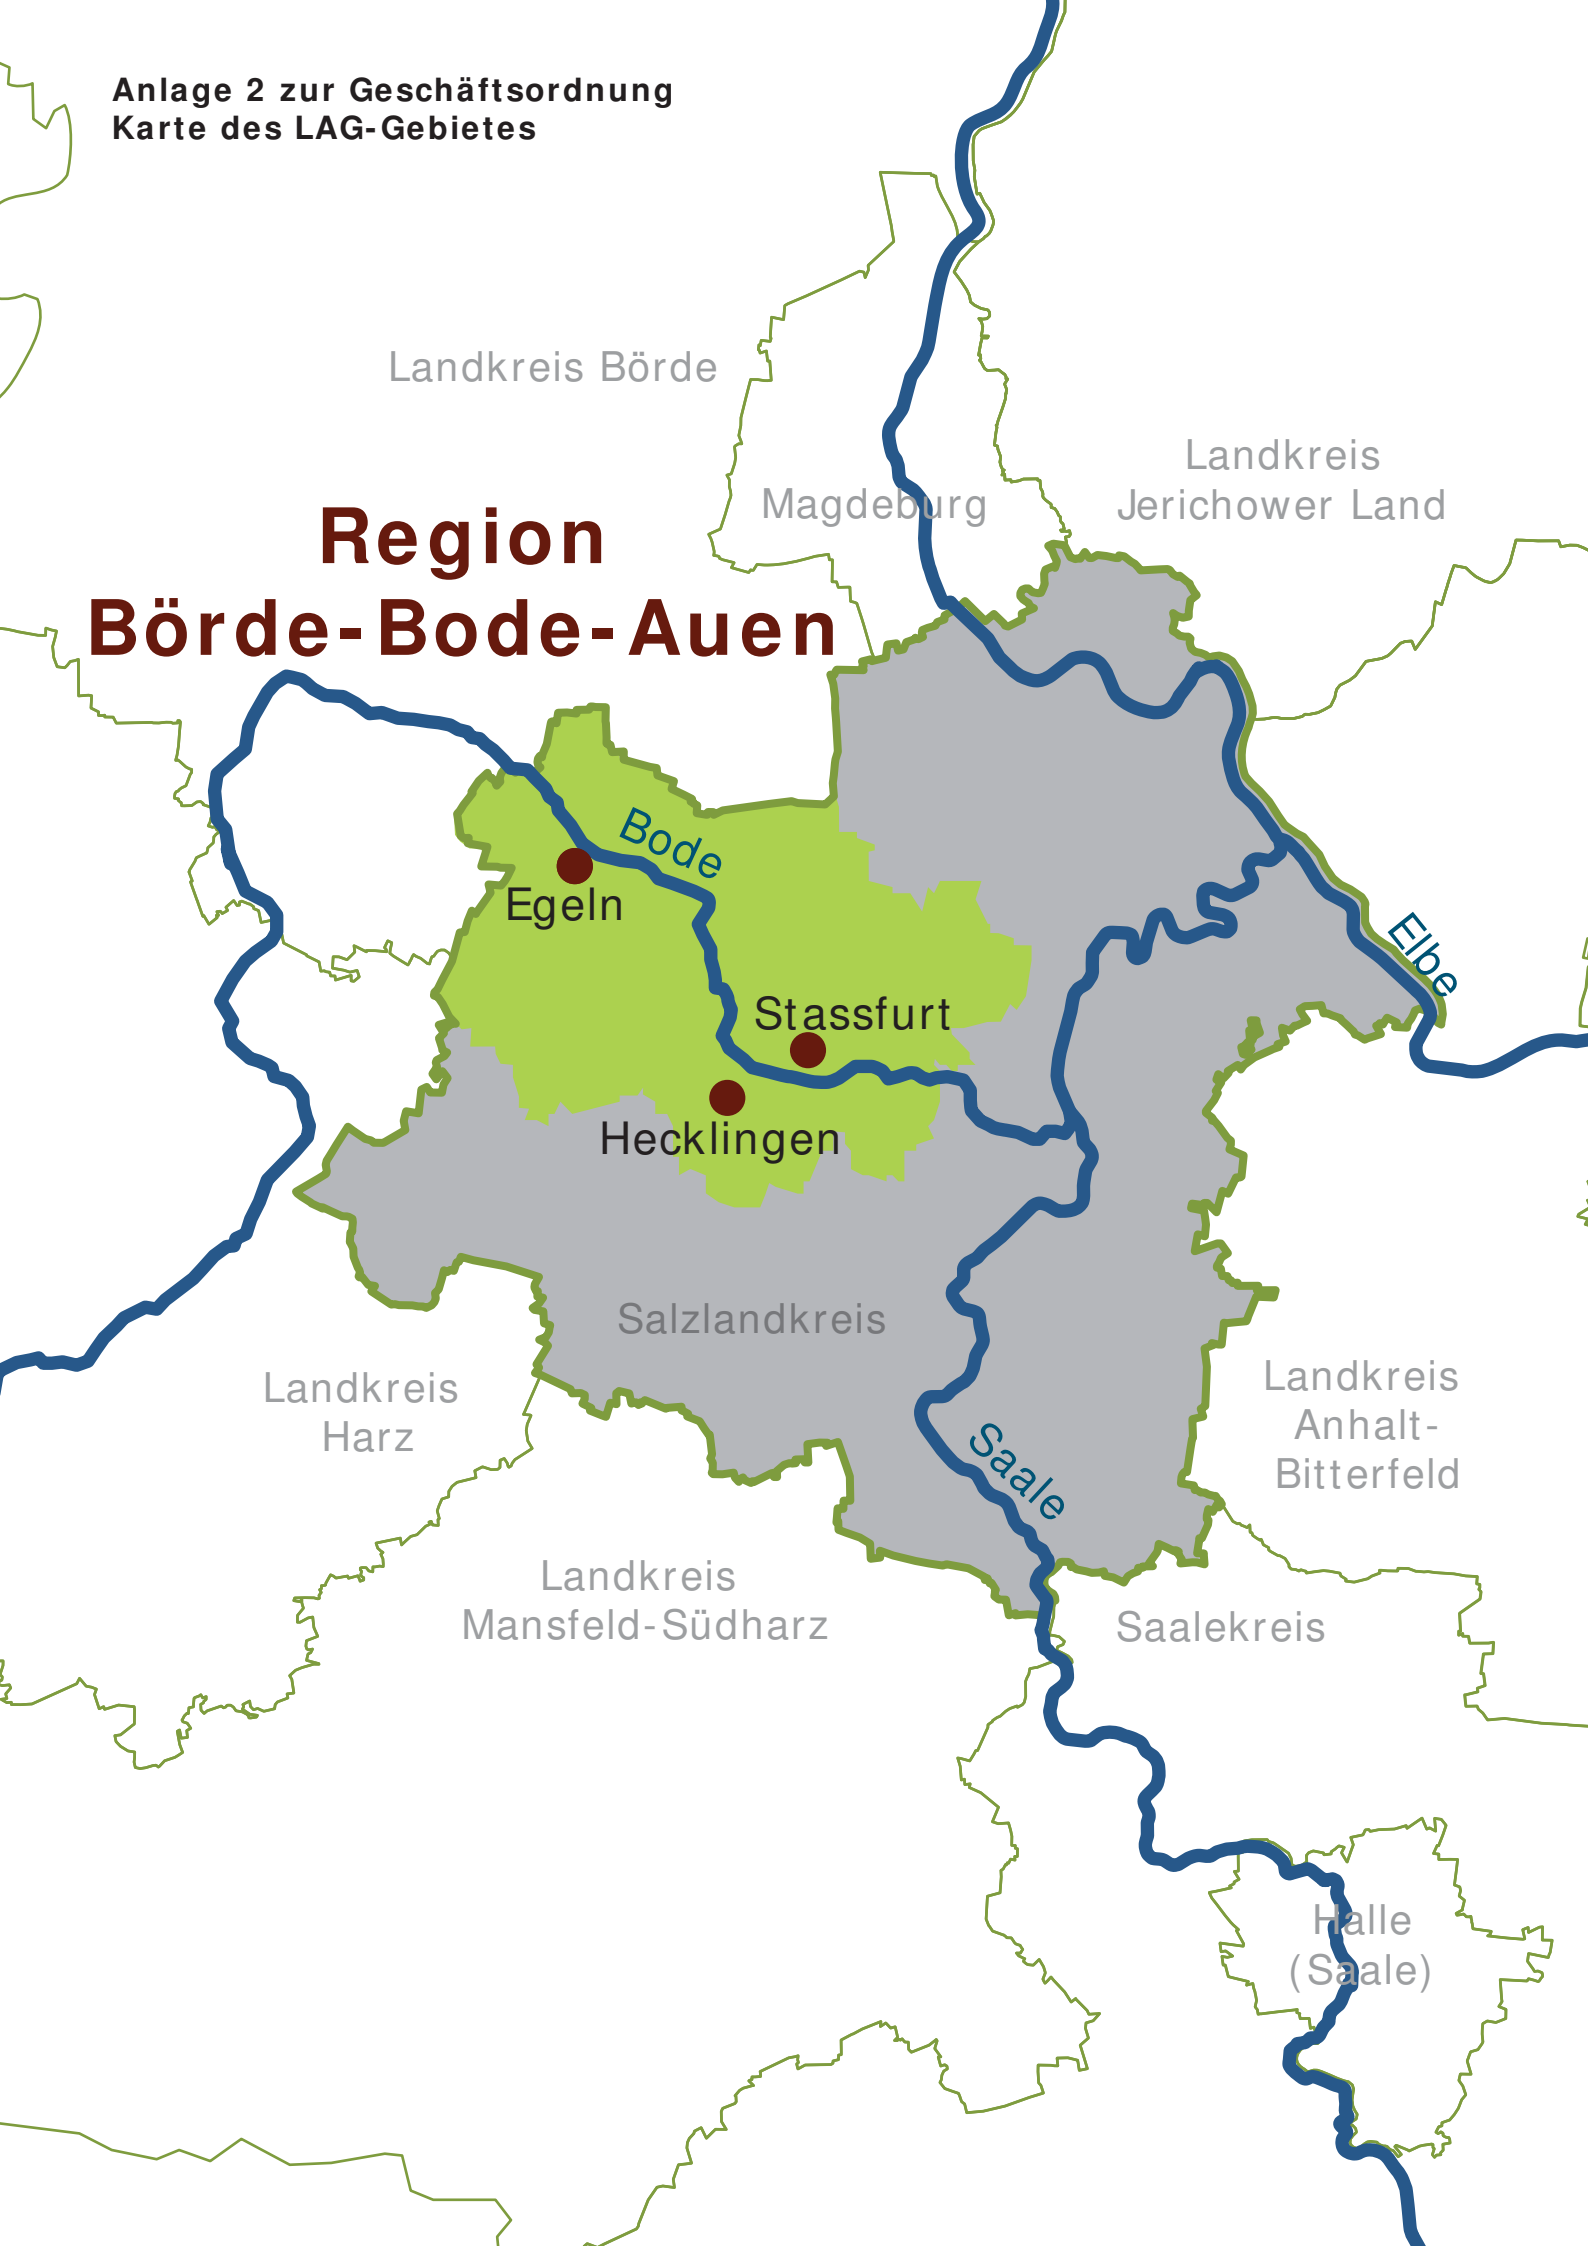 Anlage 2 zur Geschäftsordnung
Karte des LAG-Gebietes
Landkreis Börde
Landkreis
Jerichower Land
Magdeburg
Region
Börde-Bode-Auen
Bode
Egeln
Elbe
Stassfurt
Hecklingen
Salzlandkreis
Landkreis
Harz
Landkreis
Anhalt-
Bitterfeld
Saale
Landkreis
Mansfeld-Südharz
Saalekreis
Halle
(Saale)